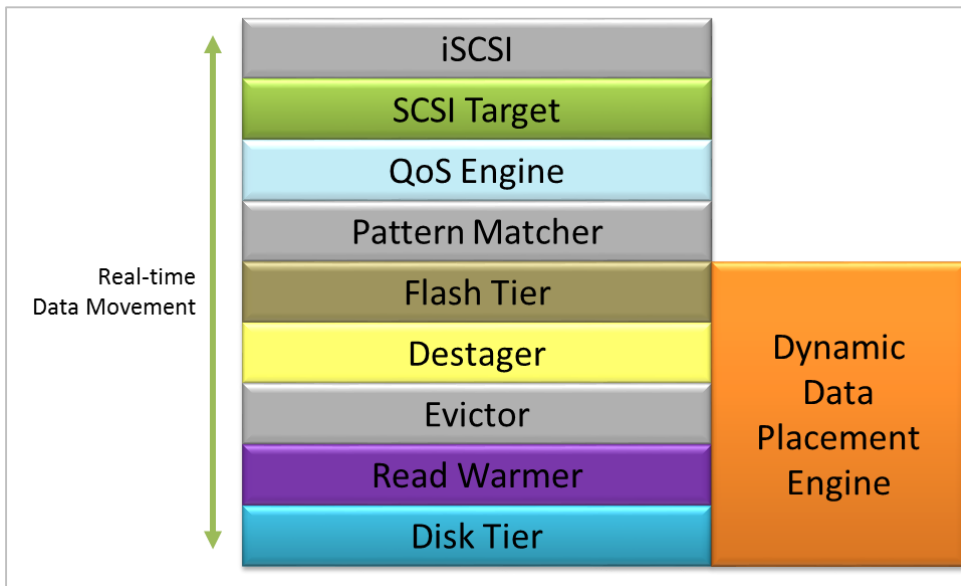 iSCSI
SCSI Target
QoS Engine
Pattern Matcher
Real-time
Data Movement
Flash Tier
Destager
Evictor
Read Warmer
Disk Tier
Dynamic
Data
Placement
Engine